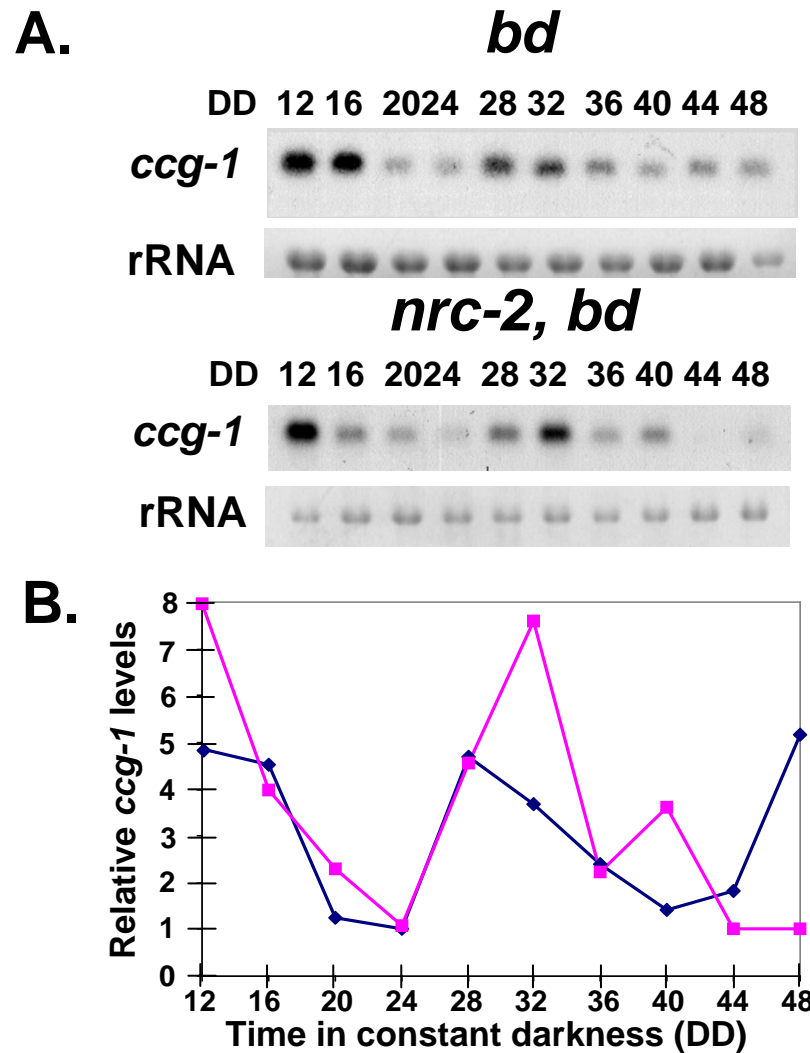 A.
bd
DD 12 16 2024 28 32 36 40 44 48
ccg-1
rRNA
nrc-2, bd
DD 12 16 2024 28 32 36 40 44 48
ccg-1
rRNA
B.
Relative ccg-1 levels
8
7
6
5
4
3
2
1
0
12 16 20 24 28 32 36 40 44 48
Time in constant darkness (DD)